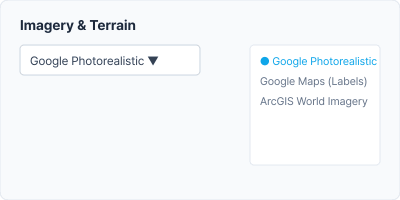 Imagery & Terrain
Google Photorealistic ▼
● Google Photorealistic
Google Maps (Labels)
ArcGIS World Imagery